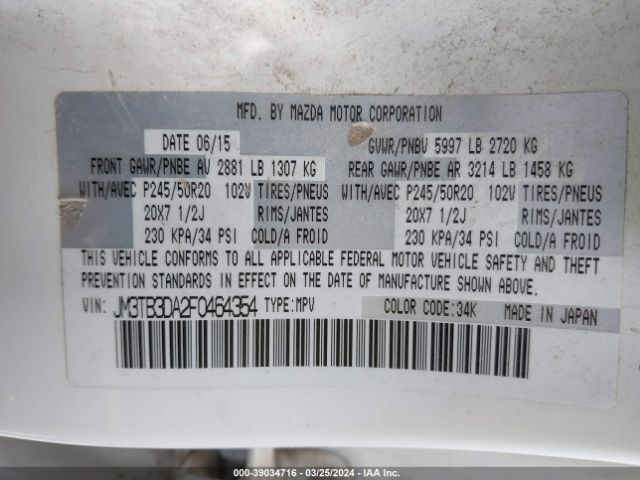 MFD. BY MAZDA MOTOR CORPORATION
DATE 06/15 GVWR/PNBV 5997 LB 2720 KG
FRONT GAWR/PNBE AV 2881 LB 1307 KG REAR GAWR/PNBE AR 3214 LB 1458 KG
WITH/AVEC P245/50R20 102V TIRES/PNEUS WITH/AVEC P245/50R20 102V TIRES/PNEUS
20X7 1/2J RIMS/JANTES 20X7 1/2J RIMS/JANTES
230 KPA/34 PSI COLD/A FROID 230 KPA/34 PSI COLD/A FROID
THIS VEHICLE CONFORMS TO ALL APPLICABLE FEDERAL MOTOR VEHICLE SAFETY AND THEFT
PREVENTION STANDARDS IN EFFECT ON THE DATE OF MANUFACTURE SHOWN ABOVE.
VIN: JM3TB3DA2F0464354 TYPE:MPV COLOR CODE:34K MADE IN JAPAN
000-39034716 - 03/25/2024 - IAA Inc.